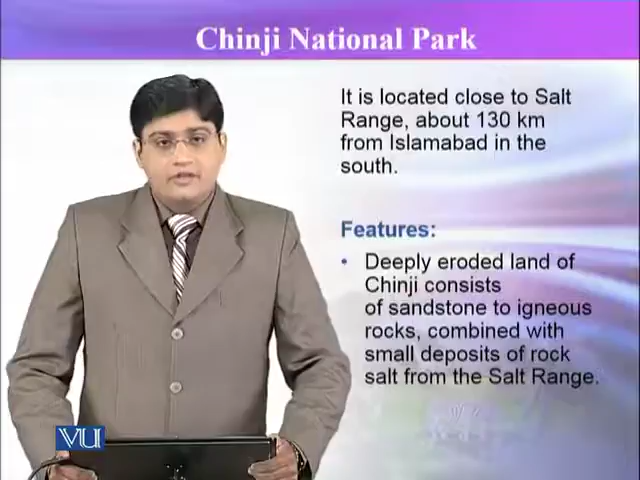 Chinji National Park
It is located close to Salt
Range, about 130 km
from Islamabad in the
south.
Features:
• Deeply eroded land of
Chinji consists
of sandstone to igneous
rocks, combined with
small deposits of rock
salt from the Salt Range.
VU